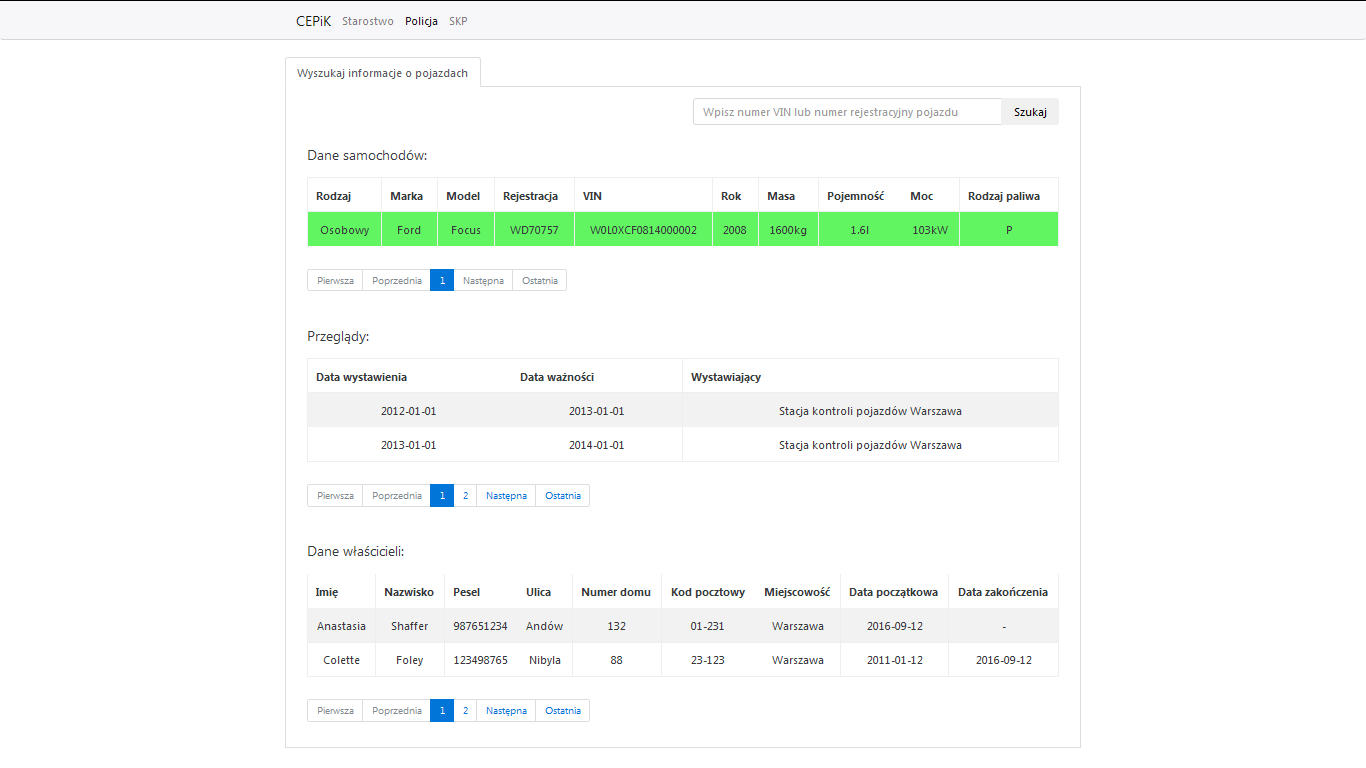 CEPiK Starostwo Policja SKP
Wyszukaj informacje o pojazdach
Wpisz numer VIN lub numer rejestracyjny pojazdu Szukaj
Dane samochodów:
Rodzaj Marka Model Rejestracja VIN Rok Masa Pojemność Moc Rodzaj paliwa
Osobowy Ford Focus WD70757 W0L0XCF0814000002 2008 1600kg 1.6l 103kW P
Pierwsza Poprzednia 1 Następna Ostatnia
Przeglądy:
Data wystawienia Data ważności Wystawiający
2012-01-01 2013-01-01 Stacja kontroli pojazdów Warszawa
2013-01-01 2014-01-01 Stacja kontroli pojazdów Warszawa
Pierwsza Poprzednia 1 2 Następna Ostatnia
Dane właścicieli:
Imię Nazwisko Pesel Ulica Numer domu Kod pocztowy Miejscowość Data początkowa Data zakończenia
Anastasia Shaffer 987651234 Andów 132 01-231 Warszawa 2016-09-12 -
Colette Foley 123498765 Nibyla 88 23-123 Warszawa 2011-01-12 2016-09-12
Pierwsza Poprzednia 1 2 Następna Ostatnia